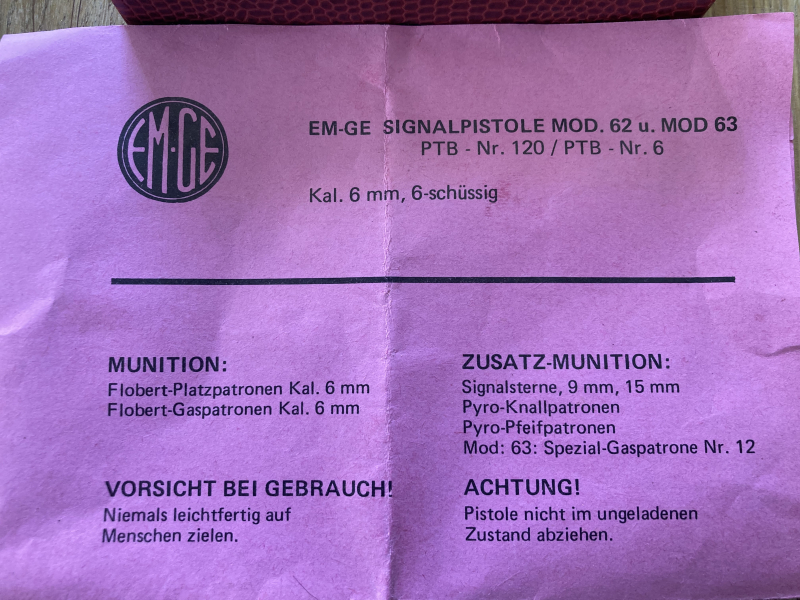 EM-GE
EM-GE SIGNALPISTOLE MOD. 62 u. MOD 63
PTB - Nr. 120 / PTB - Nr. 6
Kal. 6 mm, 6-schüssig
MUNITION:
Flobert-Platzpatronen Kal. 6 mm
Flobert-Gaspatronen Kal. 6 mm
ZUSATZ-MUNITION:
Signalsterne, 9 mm, 15 mm
Pyro-Knallpatronen
Pyro-Pfeifpatronen
Mod: 63: Spezial-Gaspatrone Nr. 12
VORSICHT BEI GEBRAUCH!
Niemals leichtfertig auf
Menschen zielen.
ACHTUNG!
Pistole nicht im ungeladenen
Zustand abziehen.